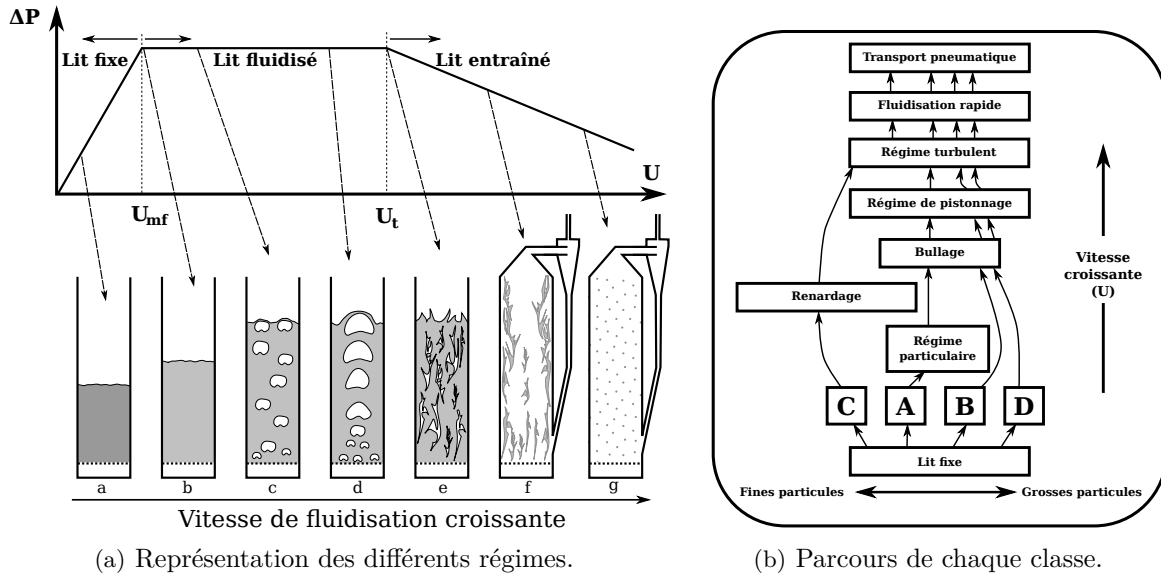 ΔP
Lit fixe
Lit fluidisé
Lit entraîné
U
Umf
Ut
a
b
c
d
e
f
g
Vitesse de fluidisation croissante
(a) Représentation des différents régimes.
Transport pneumatique
Fluidisation rapide
Régime turbulent
Régime de pistonnage
Bullage
Renardage
Régime
particulaire
C
A
B
D
Lit fixe
Fines particules
Grosses particules
Vitesse
croissante
(U)
(b) Parcours de chaque classe.